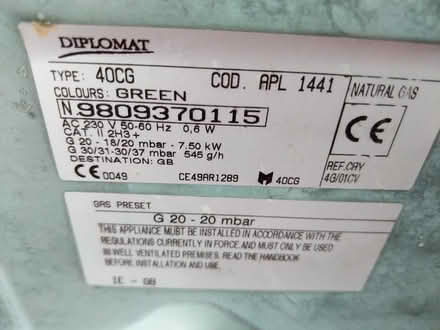 DIPLOMAT
TYPE: 40CG COD. APL 1441
COLOURS: GREEN
N.9809370115
AC 230 V 50-60 Hz 0,6 W
CAT. II 2H3+
G 20 - 18/20 mbar - 7.50 kW
G 30/31-30/37 mbar 545 g/h
DESTINATION: GB
CE 0049 CE49AR1289 40CG
NATURAL GAS
CE
REF.CRY
4G/01CV
GAS PRESET
G 20 - 20 mbar
THIS APPLIANCE MUST BE INSTALLED IN ACCORDANCE WITH THE
REGULATIONS CURRENTLY IN FORCE, AND MUST ONLY BE USED
IN WELL VENTILATED PREMISES. READ THE HANDBOOK
BEFORE INSTALLATION AND USE.
IE - GB